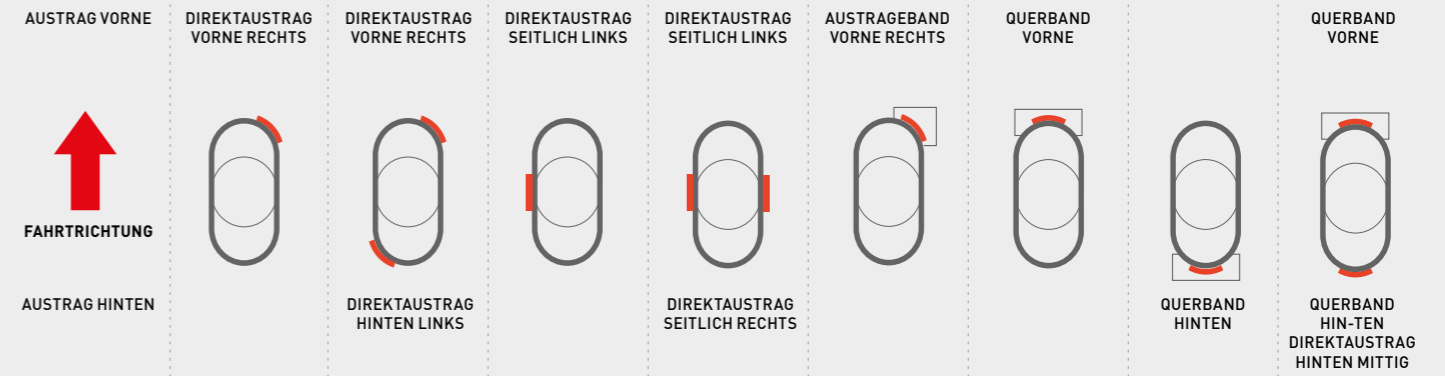 AUSTRAG VORNE
DIREKTAUSTRAG
VORNE RECHTS
DIREKTAUSTRAG
VORNE RECHTS
DIREKTAUSTRAG
SEITLICH LINKS
DIREKTAUSTRAG
SEITLICH LINKS
AUSTRAGEBAND
VORNE RECHTS
QUERBAND
VORNE
QUERBAND
VORNE
FAHRTRICHTUNG
AUSTRAG HINTEN
DIREKTAUSTRAG
HINTEN LINKS
DIREKTAUSTRAG
SEITLICH RECHTS
QUERBAND
HINTEN
QUERBAND
HIN-TEN
DIREKTAUSTRAG
HINTEN MITTIG